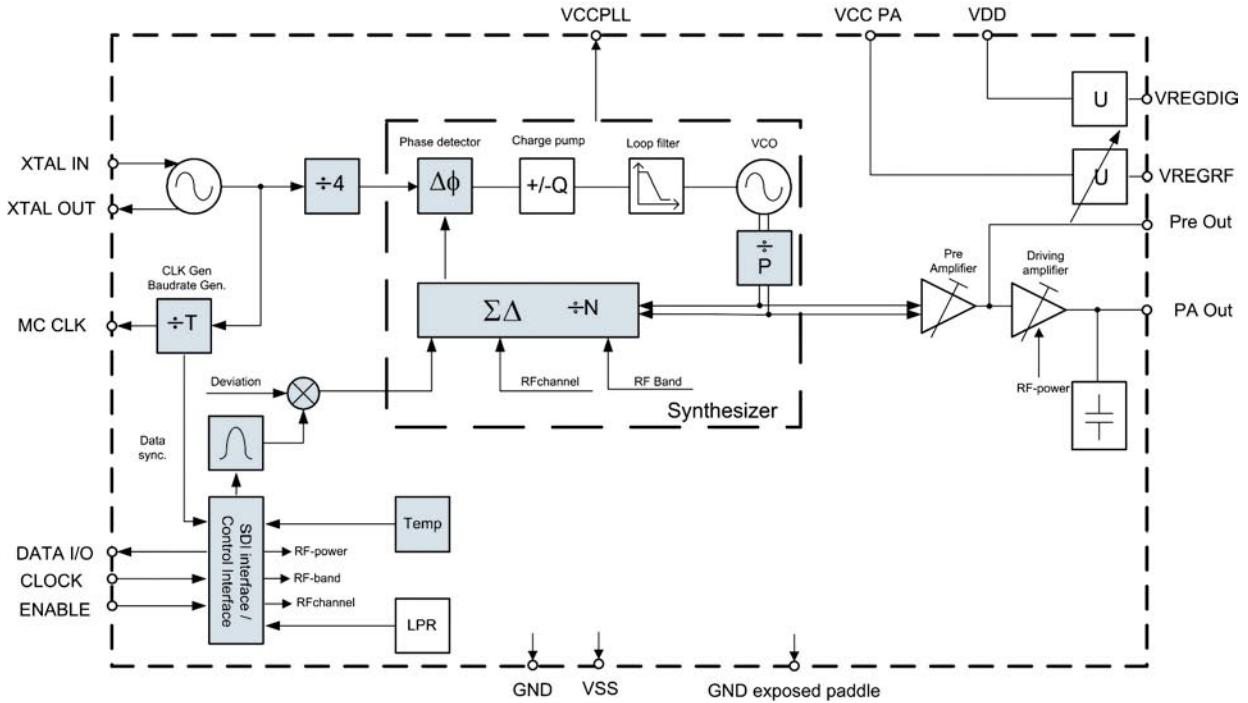 VCCPLL
VCC PA
VDD
U
VREGDIG
XTAL IN
XTAL OUT
÷4
Phase detector
Δϕ
Charge pump
+/-Q
Loop filter
VCO
÷
P
U
VREGRF
Pre Out
Pre
Amplifier
Driving
amplifier
PA Out
RF-power
CLK Gen
Baudrate Gen.
÷T
MC CLK
ΣΔ ÷N
Deviation
RFchannel
RF Band
Synthesizer
Data
sync.
SDI interface /
Control Interface
Temp
DATA I/O
CLOCK
ENABLE
RF-power
RF-band
RFchannel
LPR
GND
VSS
GND exposed paddle